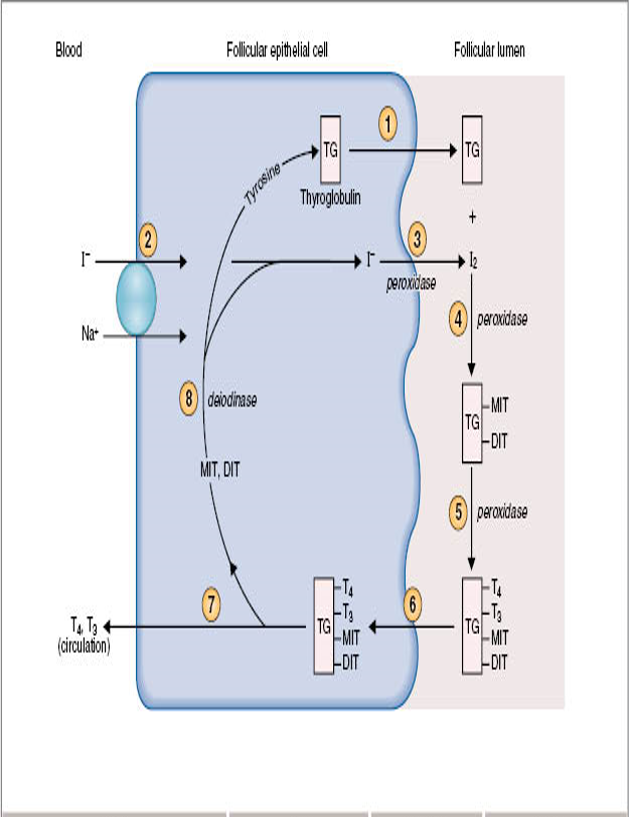 Blood
Follicular epithelial cell
Follicular lumen
1
TG
TG
Tyrosine
Thyroglobulin
+
2
3
I⁻
I⁻
I₂
peroxidase
4
peroxidase
Na⁺
8
deiodinase
TG
MIT
DIT
MIT, DIT
5
peroxidase
7
6
TG
T₄
T₃
MIT
DIT
TG
T₄
T₃
MIT
DIT
T₄, T₃
(circulation)